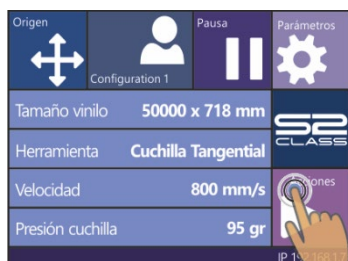 Origen
Configuration 1
Pausa
Parámetros
Tamaño vinilo 50000 x 718 mm
Herramienta Cuchilla Tangential
S2 CLASS
Velocidad 800 mm/s
Presión cuchilla 95 gr